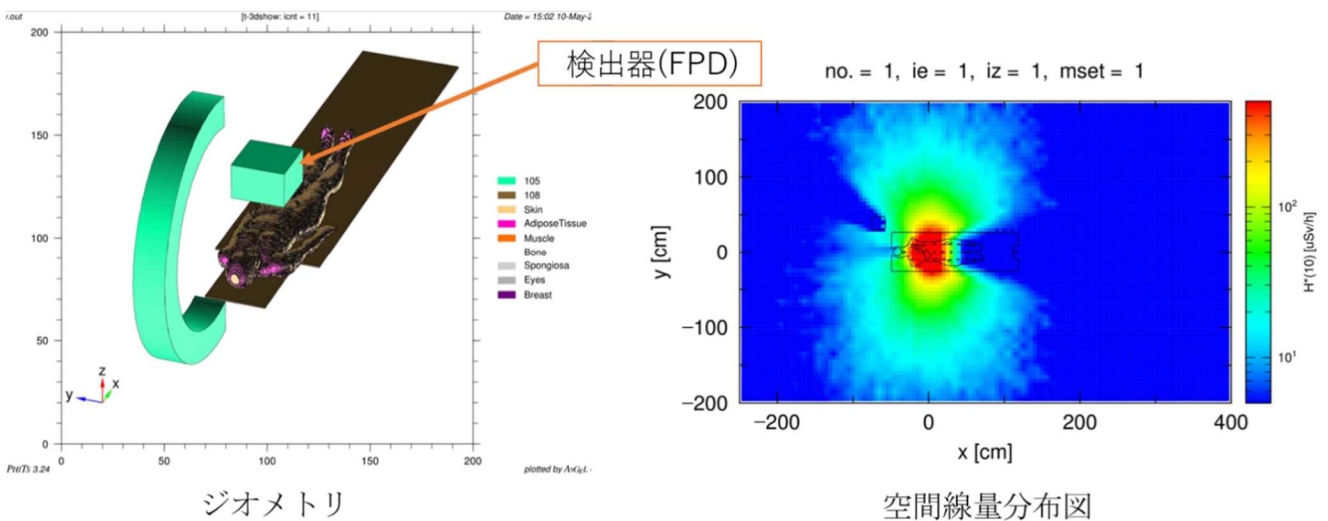 .out
[t-3dshow: icnt = 11]
Date = 15:02 10-May-2
検出器(FPD)
no. = 1, ie = 1, iz = 1, mset = 1
200
150
100
50
0
0
50
100
150
200
z
x
y
105
108
Skin
AdiposeTissue
Muscle
Bone
Spongiosa
Eyes
Breast
PHITS 3.24
plotted by ANGEL
ジオメトリ
200
100
0
−100
−200
y [cm]
−200
0
200
400
x [cm]
10²
10¹
H*(10) [uSv/h]
空間線量分布図